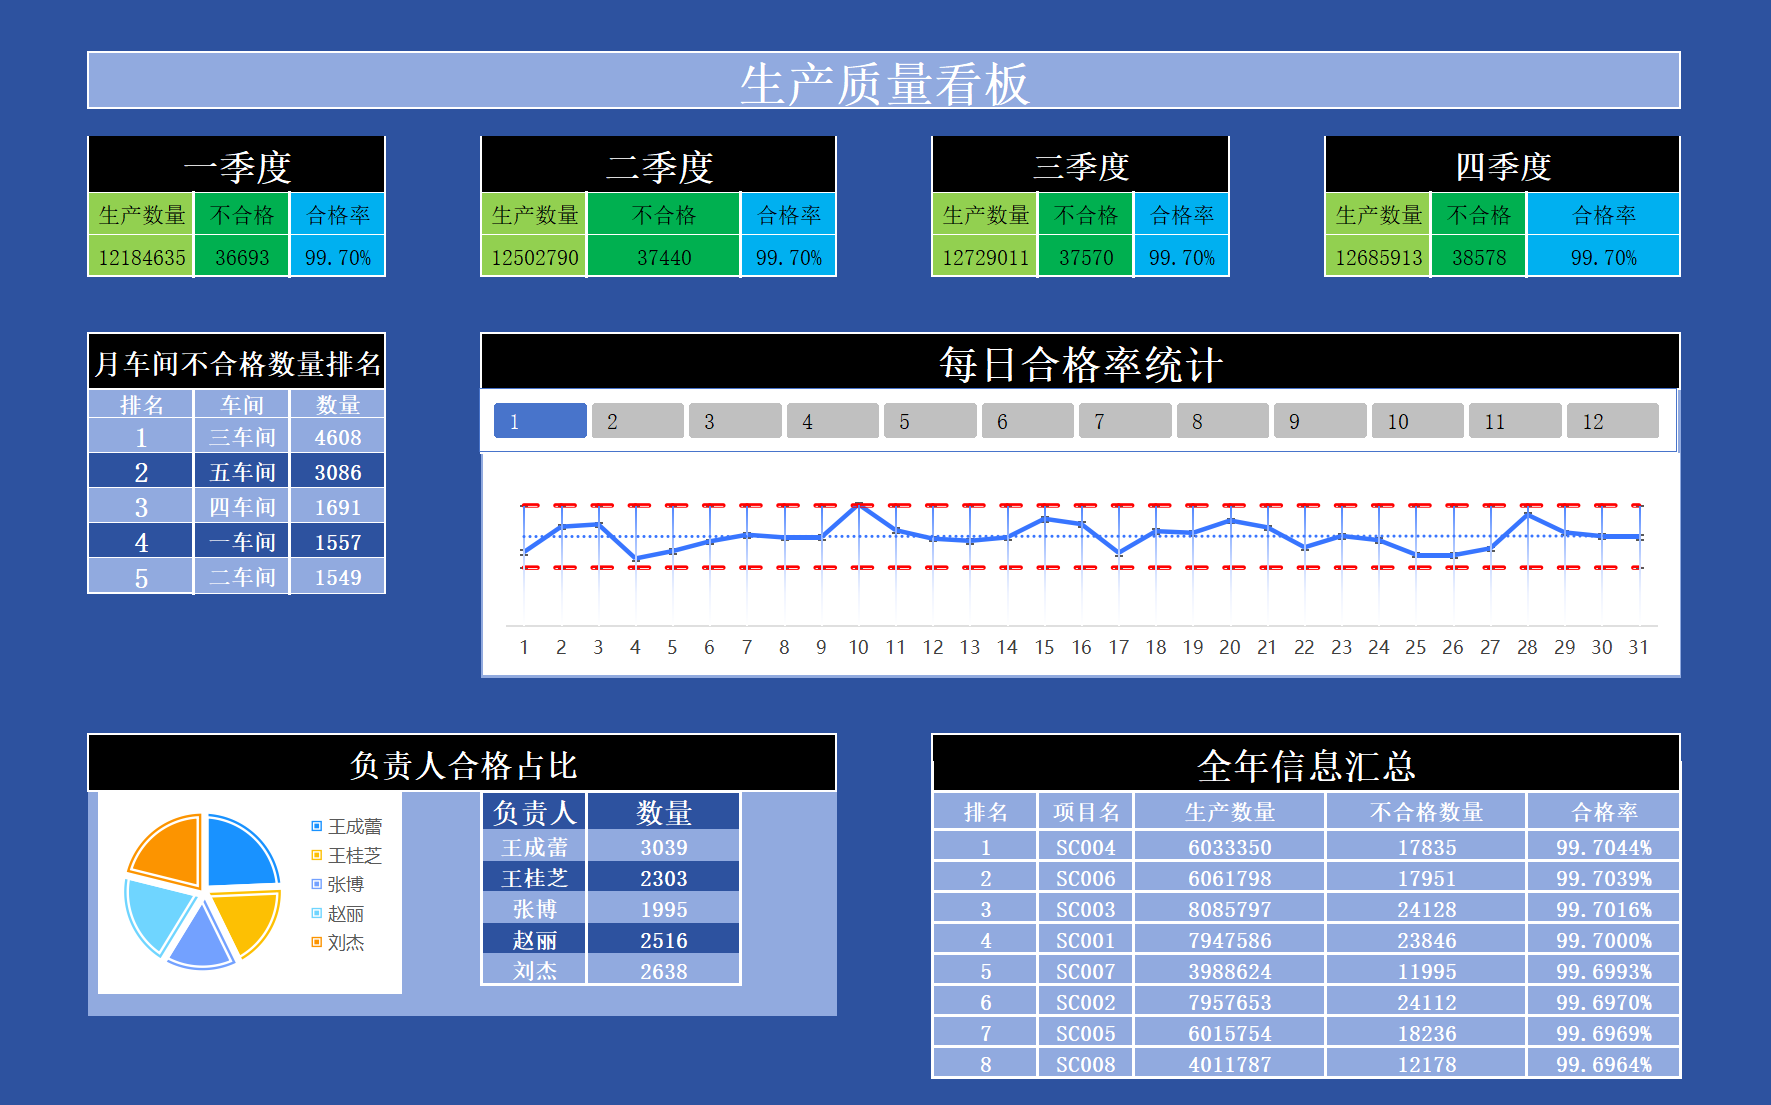 生产质量看板
一季度
生产数量 不合格 合格率
12184635 36693 99.70%
二季度
生产数量 不合格 合格率
12502790 37440 99.70%
三季度
生产数量 不合格 合格率
12729011 37570 99.70%
四季度
生产数量 不合格 合格率
12685913 38578 99.70%
月车间不合格数量排名
排名 车间 数量
1 三车间 4608
2 五车间 3086
3 四车间 1691
4 一车间 1557
5 二车间 1549
每日合格率统计
1 2 3 4 5 6 7 8 9 10 11 12
1 2 3 4 5 6 7 8 9 10 11 12 13 14 15 16 17 18 19 20 21 22 23 24 25 26 27 28 29 30 31
负责人合格占比
王成蕾
王桂芝
张博
赵丽
刘杰
负责人 数量
王成蕾 3039
王桂芝 2303
张博 1995
赵丽 2516
刘杰 2638
全年信息汇总
排名 项目名 生产数量 不合格数量 合格率
1 SC004 6033350 17835 99.7044%
2 SC006 6061798 17951 99.7039%
3 SC003 8085797 24128 99.7016%
4 SC001 7947586 23846 99.7000%
5 SC007 3988624 11995 99.6993%
6 SC002 7957653 24112 99.6970%
7 SC005 6015754 18236 99.6969%
8 SC008 4011787 12178 99.6964%